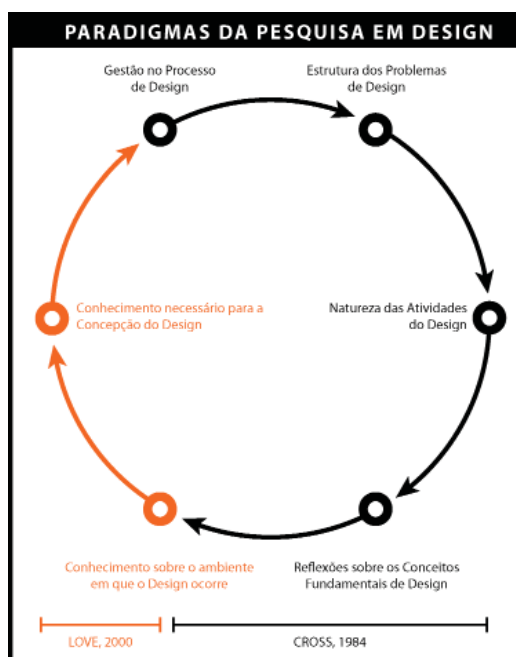 PARADIGMAS DA PESQUISA EM DESIGN
Gestão no Processo
de Design
Estrutura dos Problemas
de Design
Conhecimento necessário para a
Concepção do Design
Natureza das Atividades
do Design
Conhecimento sobre o ambiente
em que o Design ocorre
Reflexões sobre os Conceitos
Fundamentais de Design
LOVE, 2000
CROSS, 1984